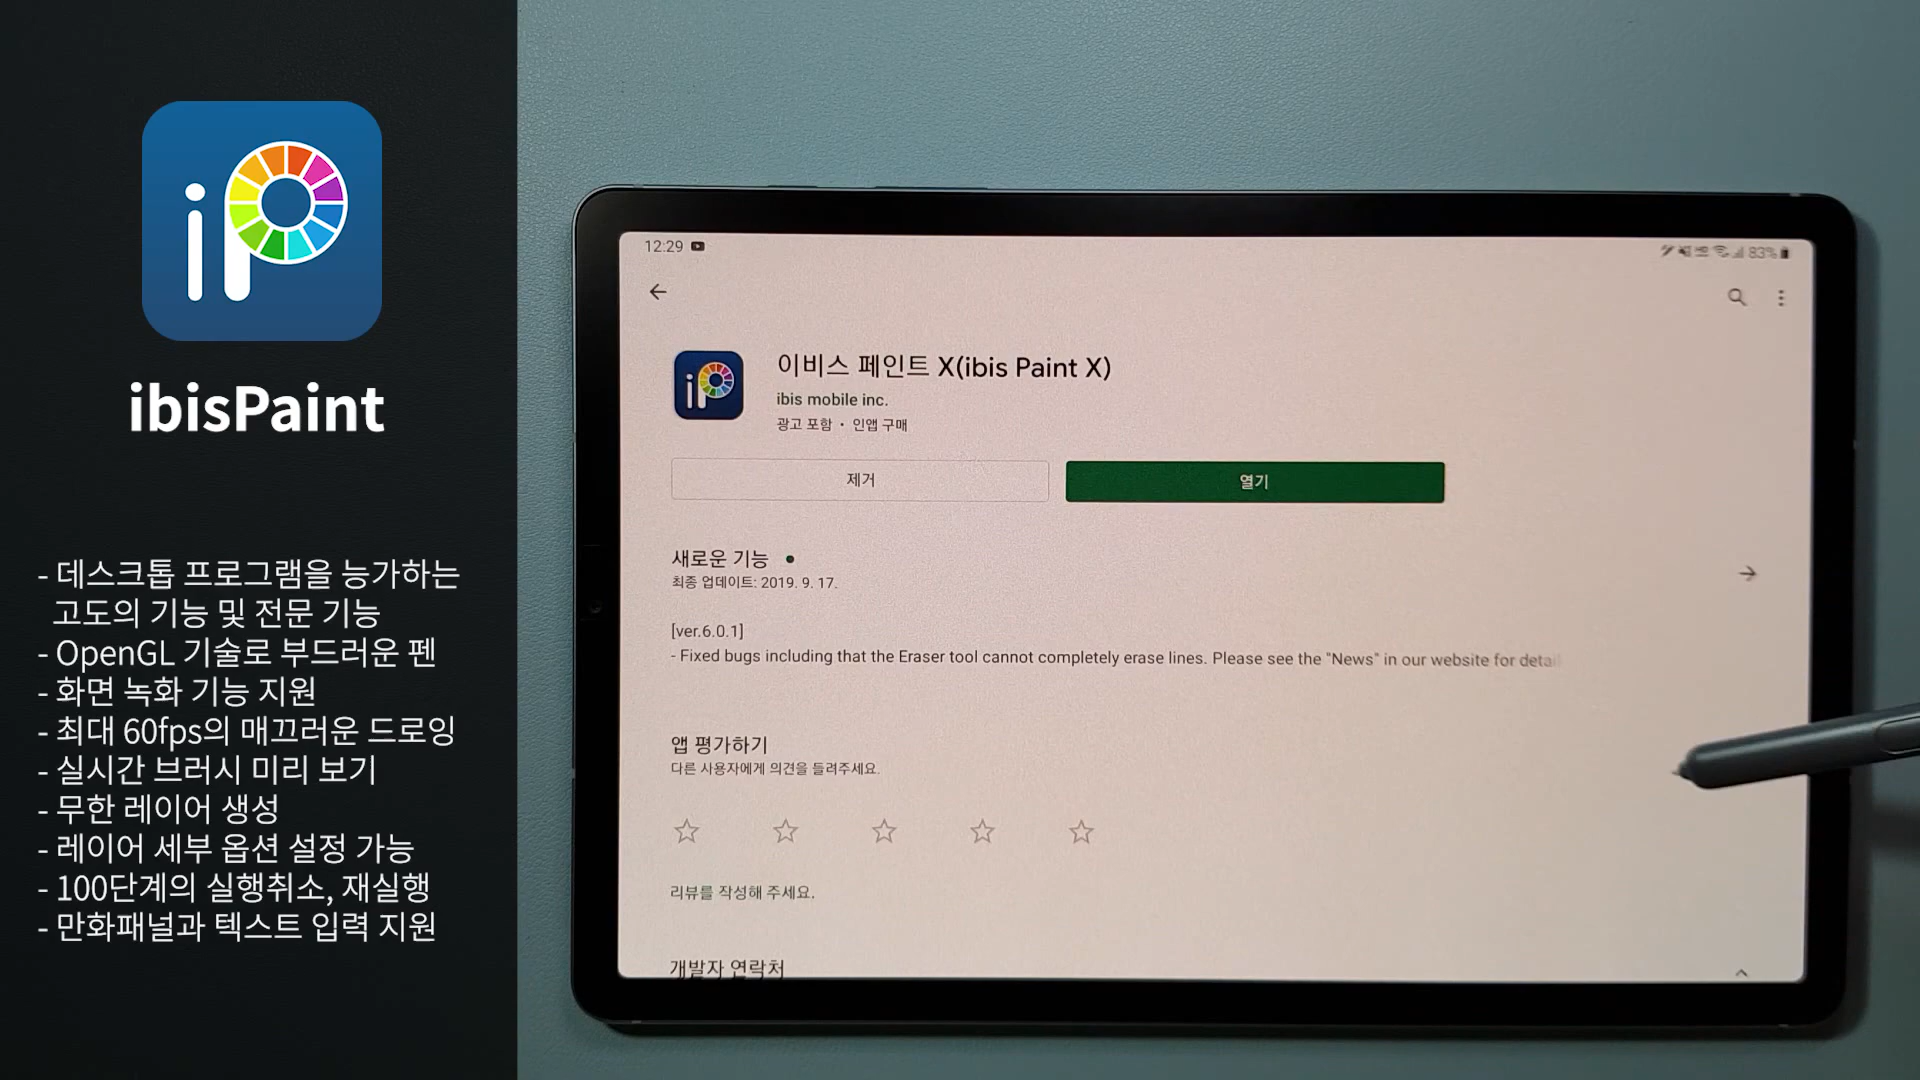 iP
ibisPaint
- 데스크톱 프로그램을 능가하는
고도의 기능 및 전문 기능
- OpenGL 기술로 부드러운 펜
- 화면 녹화 기능 지원
- 최대 60fps의 매끄러운 드로잉
- 실시간 브러시 미리 보기
- 무한 레이어 생성
- 레이어 세부 옵션 설정 가능
- 100단계의 실행취소, 재실행
- 만화패널과 텍스트 입력 지원
12:29
83%
iP
이비스 페인트 X(ibis Paint X)
ibis mobile inc.
광고 포함 • 인앱 구매
제거
열기
새로운 기능 •
최종 업데이트: 2019. 9. 17.
[ver.6.0.1]
- Fixed bugs including that the Eraser tool cannot completely erase lines. Please see the "News" in our website for detai
앱 평가하기
다른 사용자에게 의견을 들려주세요.
리뷰를 작성해 주세요.
개발자 연락처